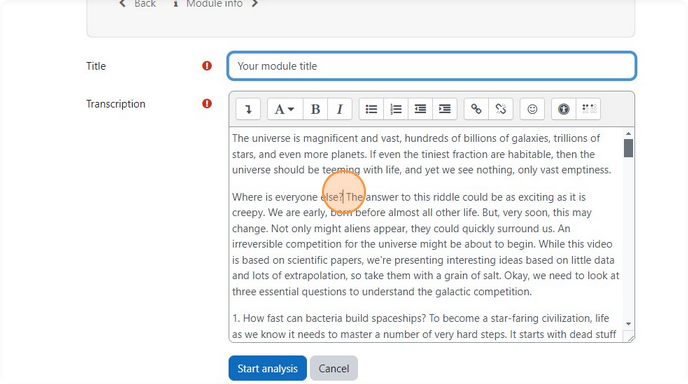 Back Module info
Title Your module title
Transcription
A B I
The universe is magnificent and vast, hundreds of billions of galaxies, trillions of
stars, and even more planets. If even the tiniest fraction are habitable, then the
universe should be teeming with life, and yet we see nothing, only vast emptiness.
Where is everyone else? The answer to this riddle could be as exciting as it is
creepy. We are early, born before almost all other life. But, very soon, this may
change. Not only might aliens appear, they could quickly surround us. An
irreversible competition for the universe might be about to begin. While this video
is based on scientific papers, we're presenting interesting ideas based on little data
and lots of extrapolation, so take them with a grain of salt. Okay, we need to look at
three essential questions to understand the galactic competition.
1. How fast can bacteria build spaceships? To become a star-faring civilization, life
as we know it needs to master a number of very hard steps. It starts with dead stuff
Start analysis Cancel